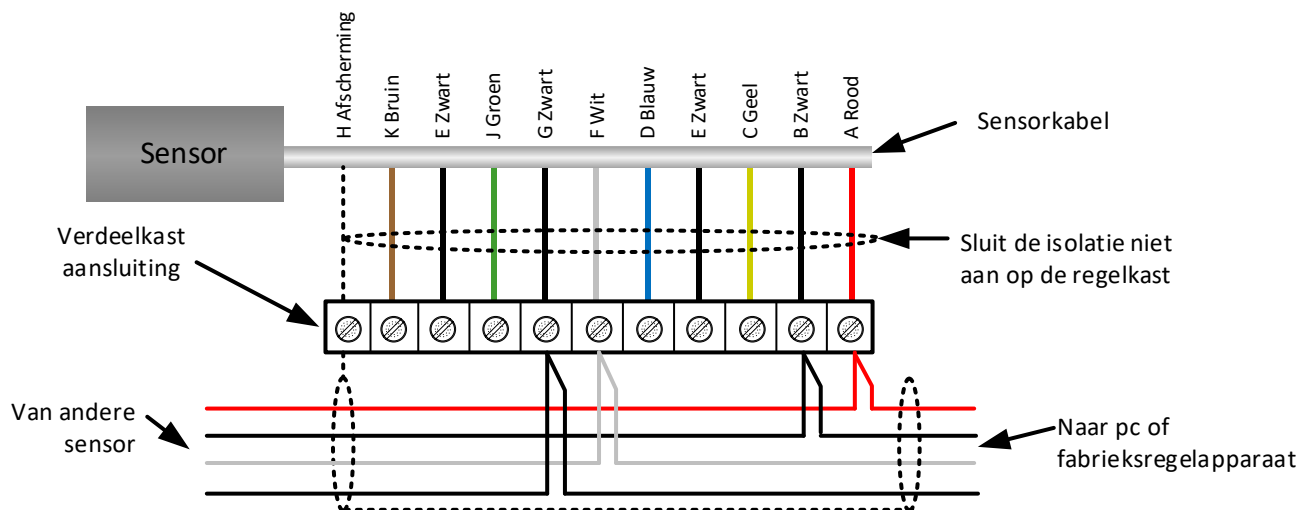 H Afscherming
K Bruin
E Zwart
J Groen
G Zwart
F Wit
D Blauw
E Zwart
C Geel
B Zwart
A Rood
Sensor
Sensorkabel
Verdeelkast
aansluiting
Sluit de isolatie niet
aan op de regelkast
Van andere
sensor
Naar pc of
fabrieksregelapparaat